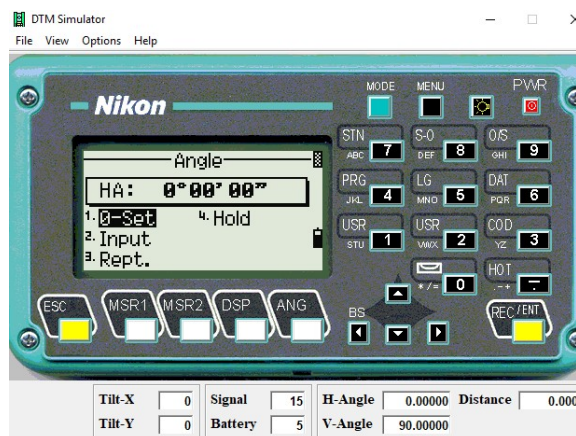 DTM Simulator
File View Options Help
MODE MENU PWR
Nikon
STN S-O O/S
ABC 7 DEF 8 GHI 9
Angle
PRG LG DAT
JKL 4 MNO 5 PQR 6
HA: 0°00'00"
1. 0-Set 4. Hold
USR USR COD
STU 1 VWX 2 YZ 3
2. Input
3. Rept.
HOT
* / = 0 . - +
ESC MSR1 MSR2 DSP ANG BS REC/ENT
Tilt-X 0 Signal 15 H-Angle 0.00000 Distance 0.000
Tilt-Y 0 Battery 5 V-Angle 90.00000